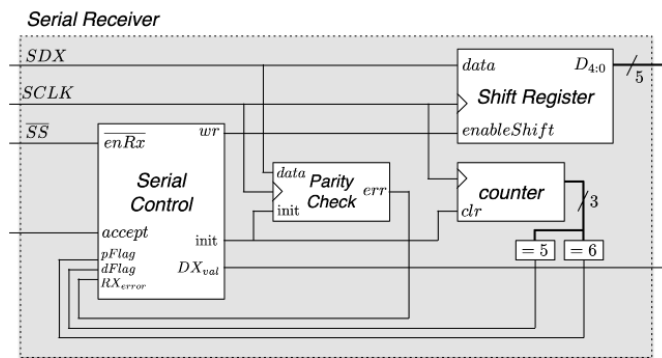 Serial Receiver
SDX
SCLK
SS
enRx
wr
Serial
Control
accept
pFlag
dFlag
RXerror
init
DXval
data
init
Parity
Check
err
data
D4:0
Shift Register
enableShift
5
counter
clr
3
= 5
= 6